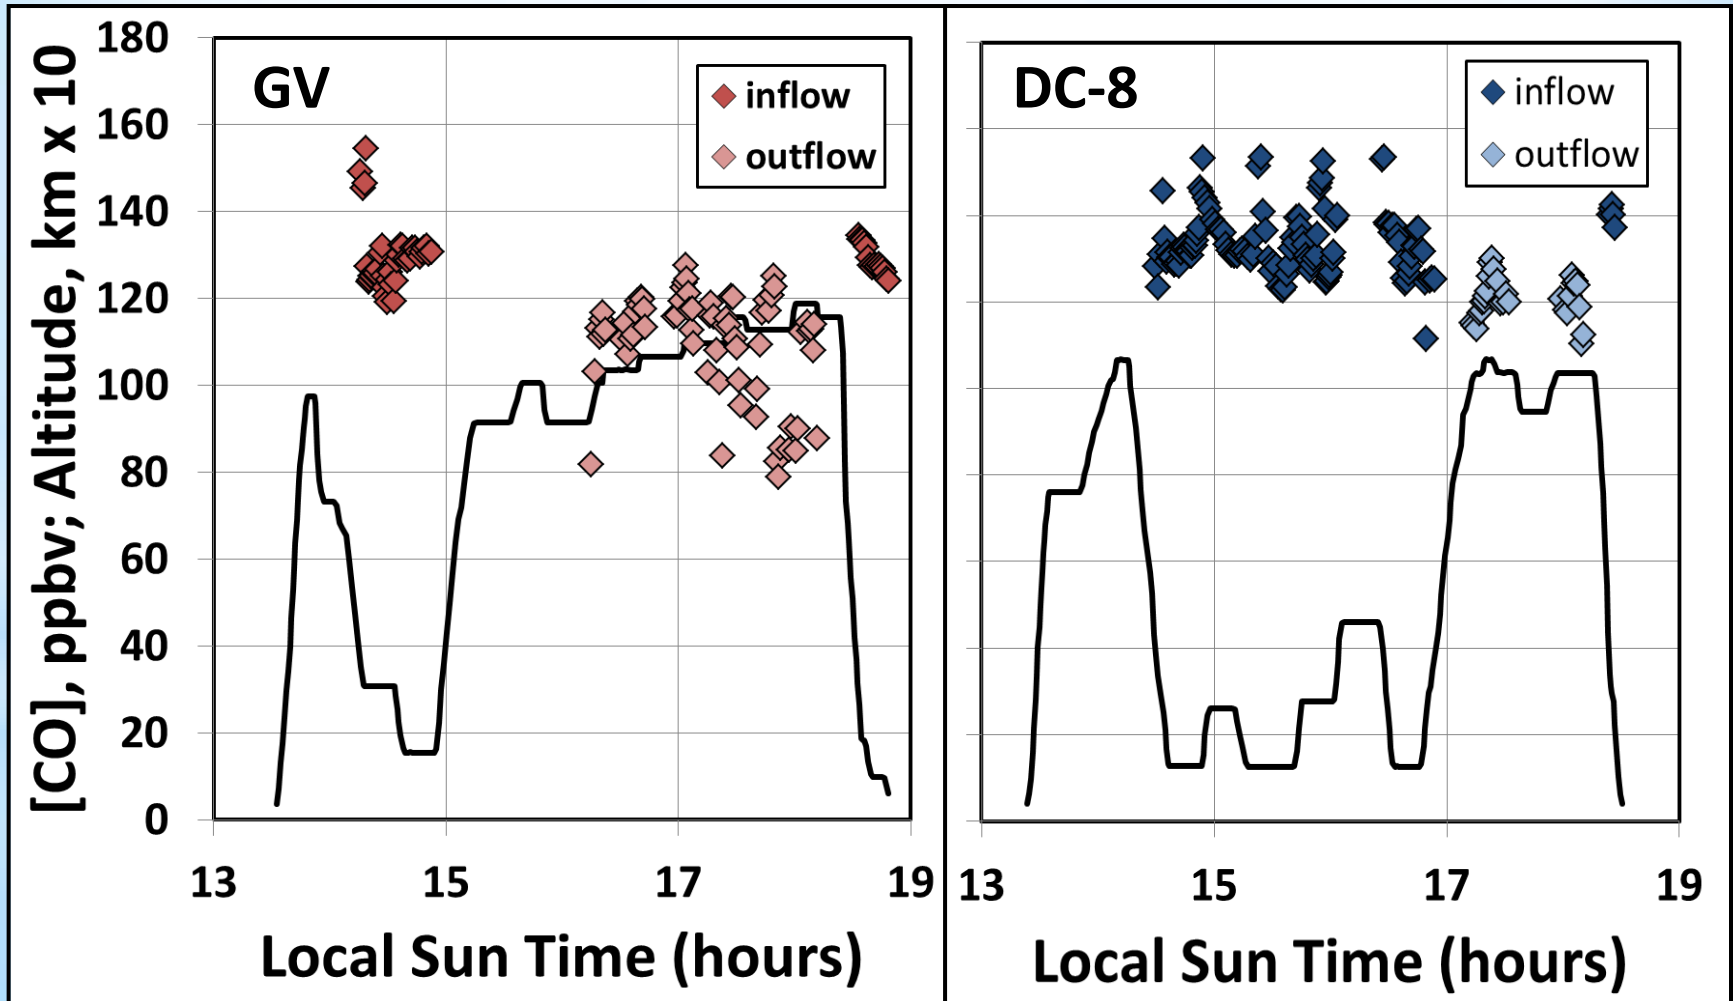 [CO], ppbv; Altitude, km x 10
180
160
140
120
100
80
60
40
20
0
GV
inflow
outflow
13
15
17
19
Local Sun Time (hours)
DC-8
inflow
outflow
13
15
17
19
Local Sun Time (hours)